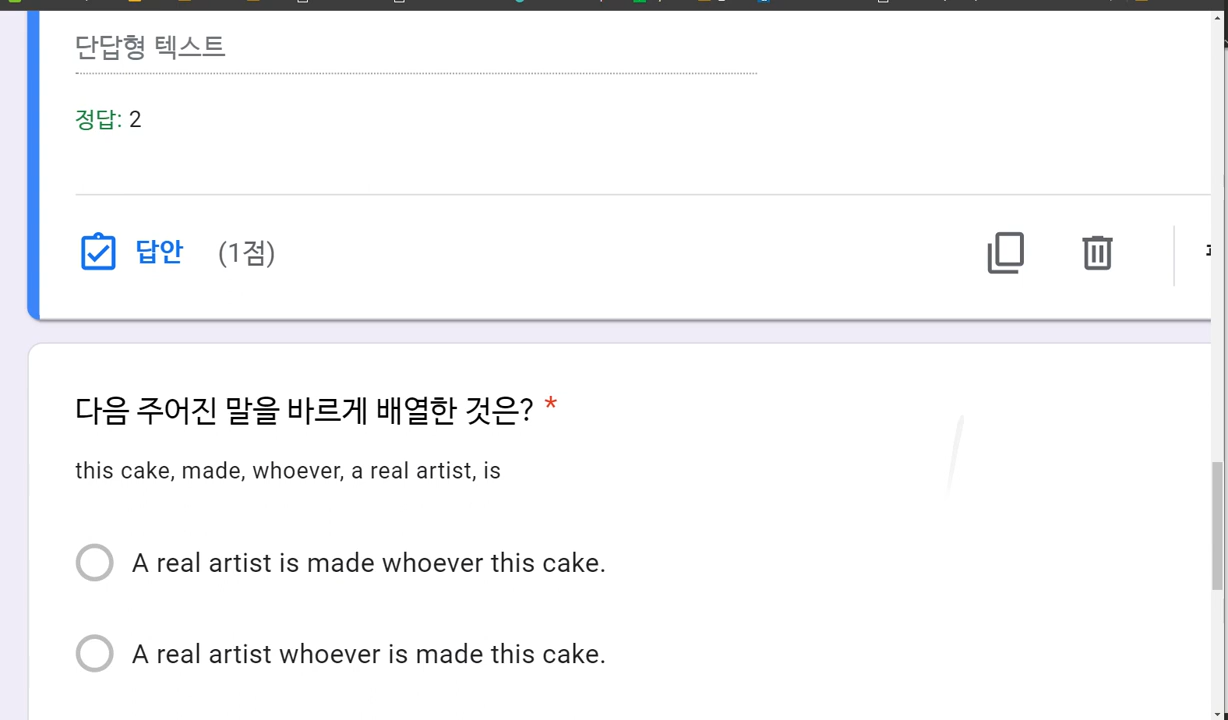 단답형 텍스트
정답: 2
답안 (1점)
다음 주어진 말을 바르게 배열한 것은? *
this cake, made, whoever, a real artist, is
A real artist is made whoever this cake.
A real artist whoever is made this cake.